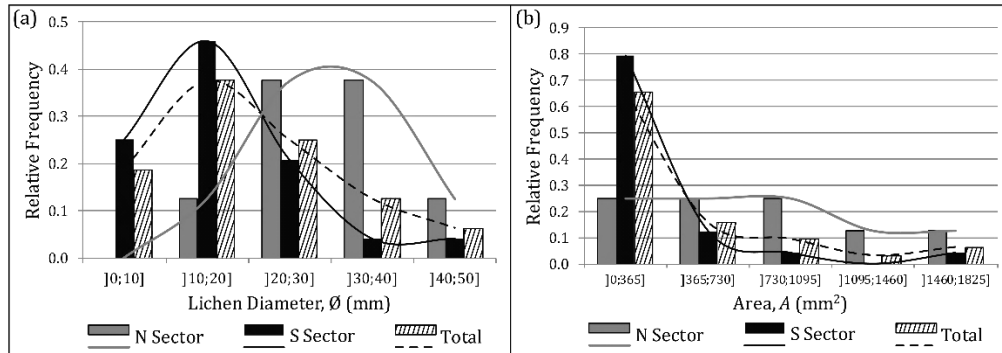 (a)
0.5
0.4
0.3
0.2
0.1
0.0
Relative Frequency
]0;10] ]10;20] ]20;30] ]30;40] ]40;50]
Lichen Diameter, Ø (mm)
N Sector S Sector Total
(b)
0.9
0.8
0.7
0.6
0.5
0.4
0.3
0.2
0.1
0.0
Relative Frequency
]0;365] ]365;730] ]730;1095] ]1095;1460] ]1460;1825]
Area, A (mm²)
N Sector S Sector Total